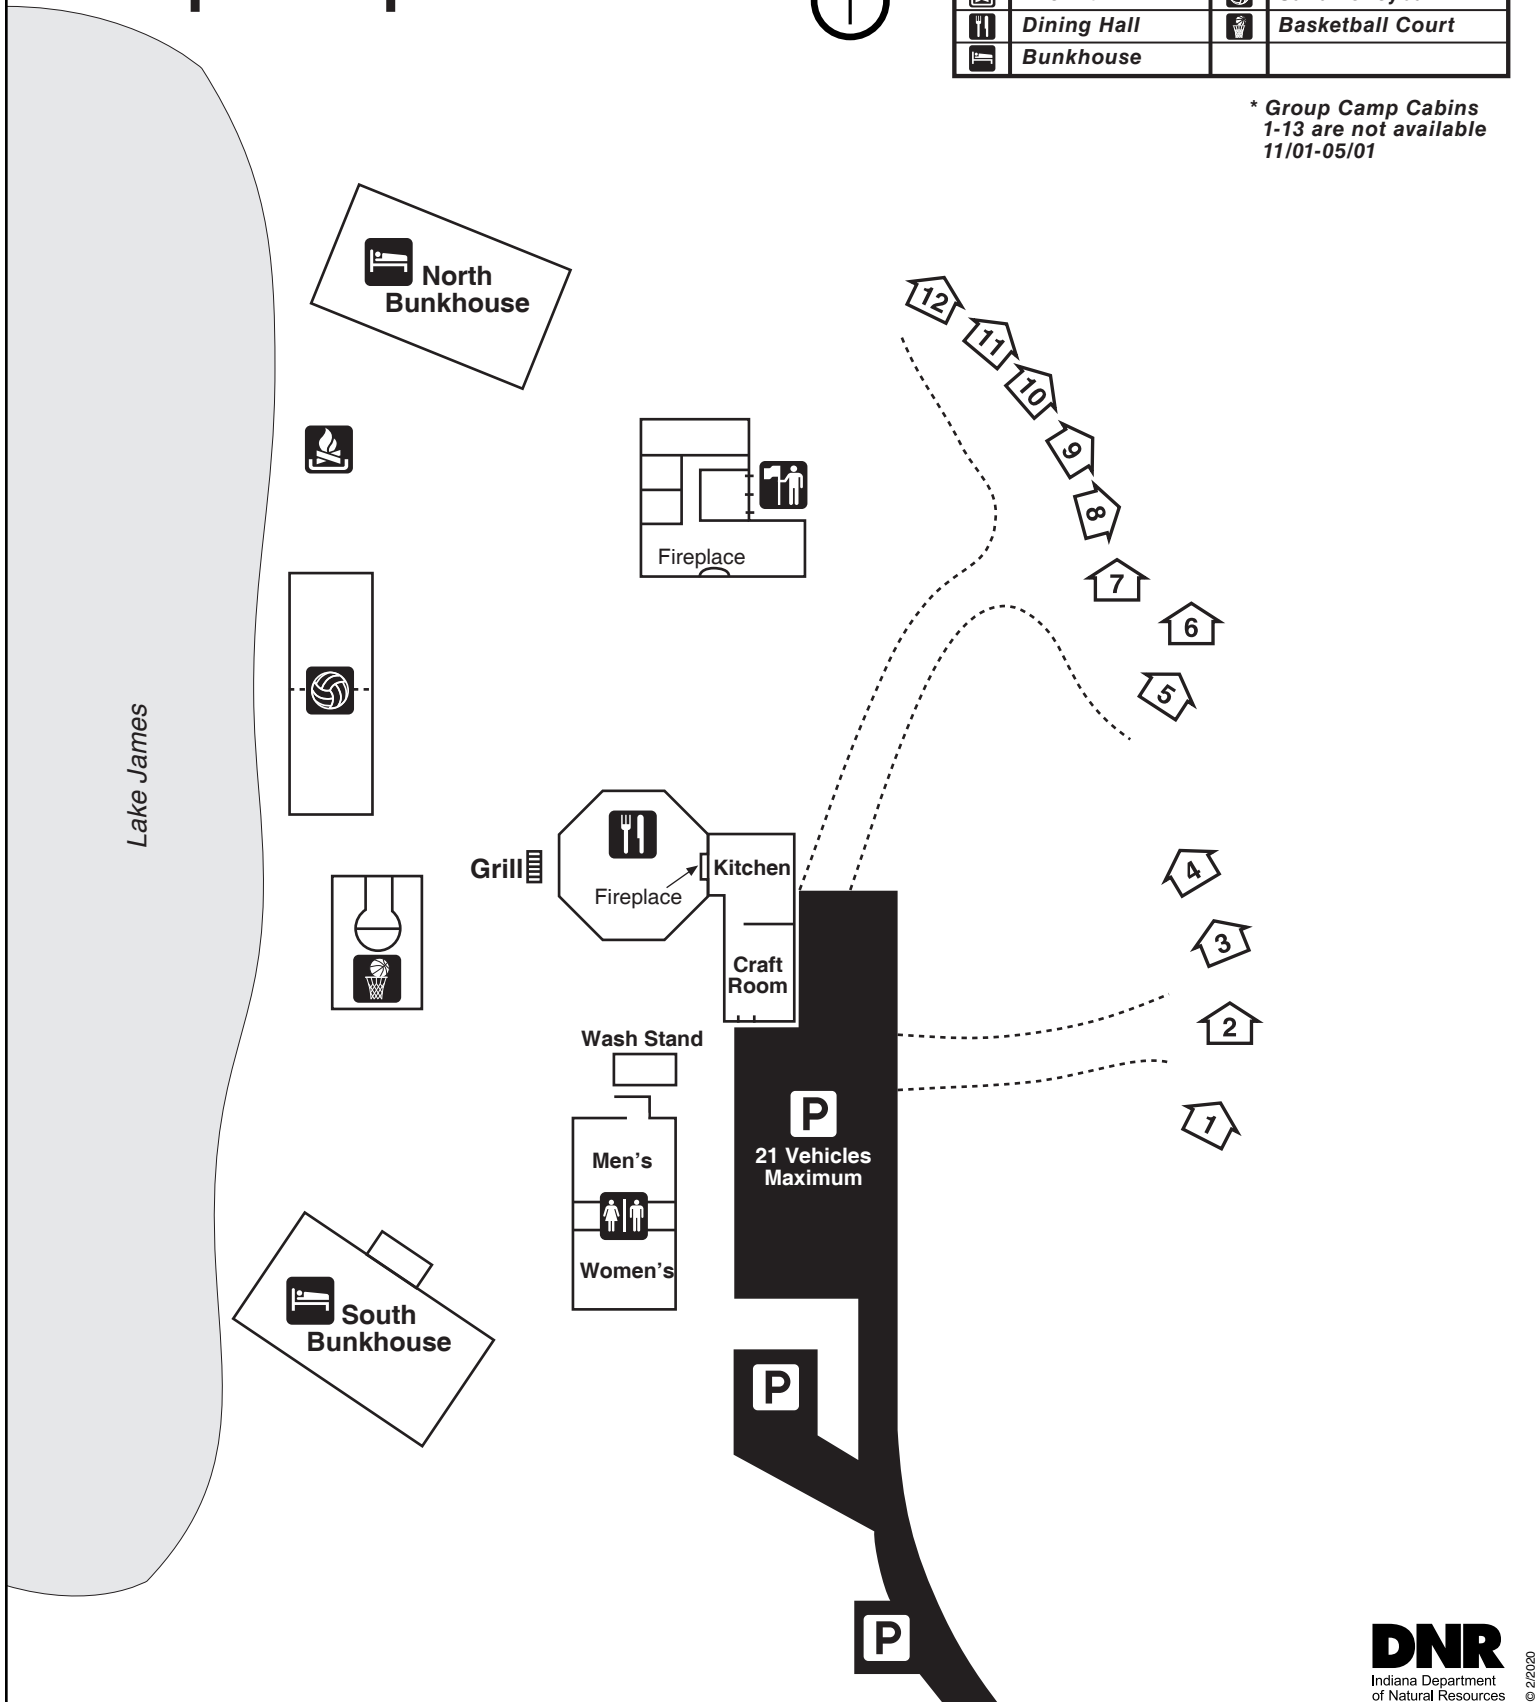 Dining Hall
Basketball Court
Bunkhouse
* Group Camp Cabins
1-13 are not available
11/01-05/01
North
Bunkhouse
12
11
10
9
8
7
6
5
Fireplace
Lake James
Grill
Fireplace
Kitchen
4
3
Craft
Room
2
Wash Stand
P
21 Vehicles
Maximum
1
Men's
Women's
South
Bunkhouse
P
P
DNR
Indiana Department
of Natural Resources
© 2/2020